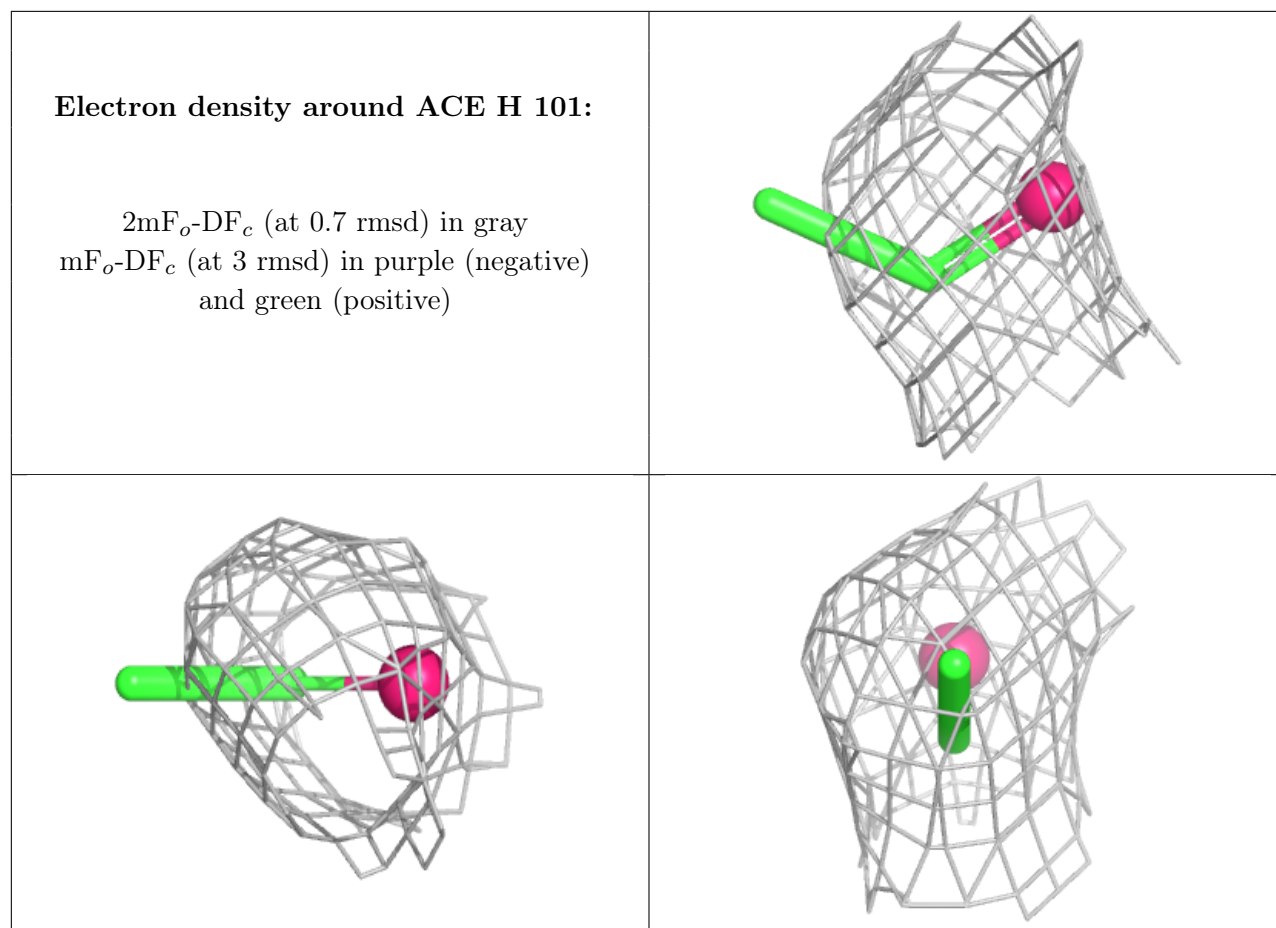 Electron density around ACE H 101:
2mFo-DFc (at 0.7 rmsd) in gray
mFo-DFc (at 3 rmsd) in purple (negative)
and green (positive)